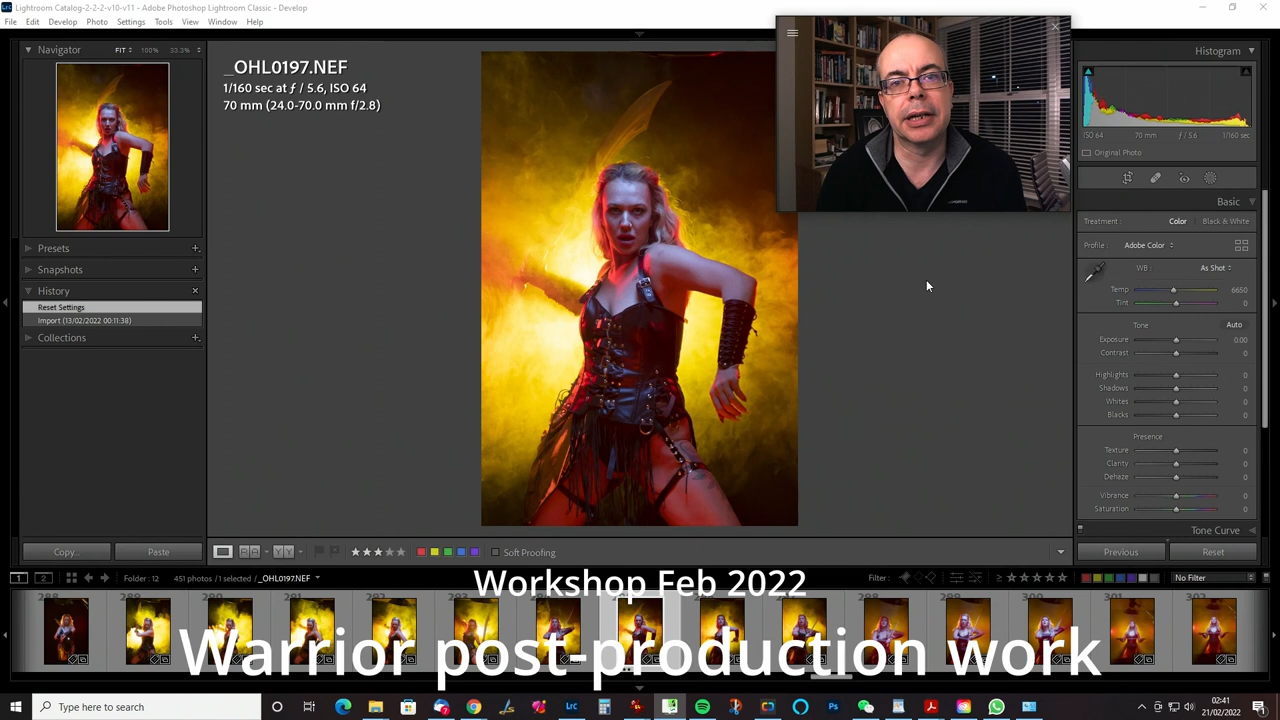 Lightroom Catalog-2-2-2-v10-v11 - Adobe Photoshop Lightroom Classic - Develop
File Edit Develop Photo Settings Tools View Window Help
Navigator FIT 100% 33.3%
Presets
Snapshots
History
Reset Settings
Import (13/02/2022 00:11:38)
Collections
Copy... Paste
_OHL0197.NEF
1/160 sec at ƒ / 5.6, ISO 64
70 mm (24.0-70.0 mm f/2.8)
Histogram
ISO 64 70 mm ƒ / 5.6 1/160 sec
Original Photo
Basic
Treatment : Color Black & White
Profile : Adobe Color
WB : As Shot
Temp 6650
Tint 0
Tone Auto
Exposure 0.00
Contrast 0
Highlights 0
Shadows 0
Whites 0
Blacks 0
Presence
Texture 0
Clarity 0
Dehaze 0
Vibrance 0
Saturation 0
Tone Curve
Previous Reset
R A Y Y Soft Proofing
1 2 Folder : 12 451 photos / 1 selected / _OHL0197.NEF Filter : No Filter
Workshop Feb 2022
Warrior post-production work
Type here to search
02:41
21/02/2022